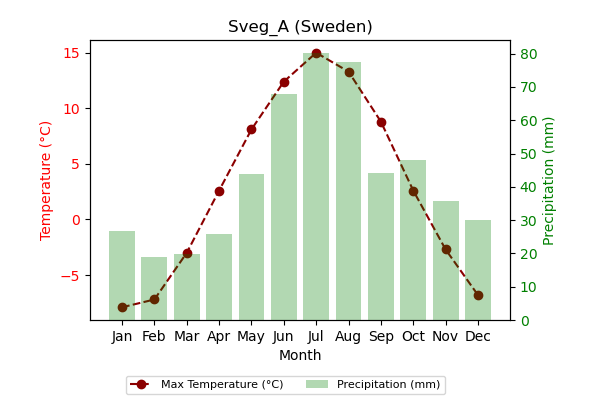 Sveg_A (Sweden)
15
10
5
0
−5
Temperature (°C)
80
70
60
50
40
30
20
10
0
Precipitation (mm)
Jan Feb Mar Apr May Jun Jul Aug Sep Oct Nov Dec
Month
Max Temperature (°C) Precipitation (mm)